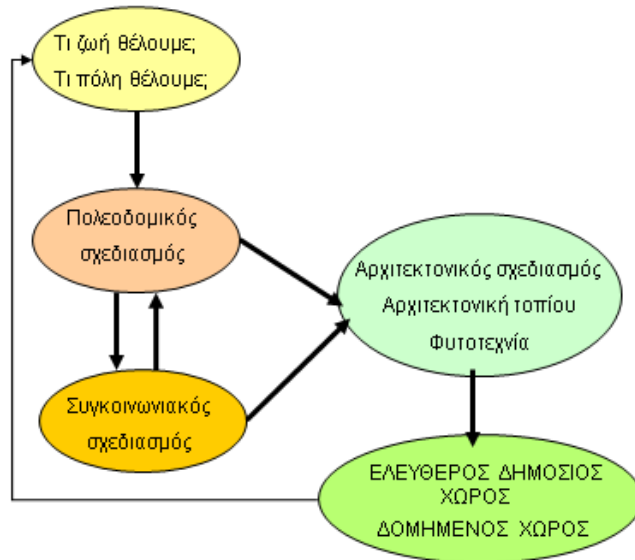 Τι ζωή θέλουμε;
Τι πόλη θέλουμε;
Πολεοδομικός
σχεδιασμός
Αρχιτεκτονικός σχεδιασμός
Αρχιτεκτονική τοπίου
Φυτοτεχνία
Συγκοινωνιακός
σχεδιασμός
ΕΛΕΥΘΕΡΟΣ ΔΗΜΟΣΙΟΣ
ΧΩΡΟΣ
ΔΟΜΗΜΕΝΟΣ ΧΩΡΟΣ